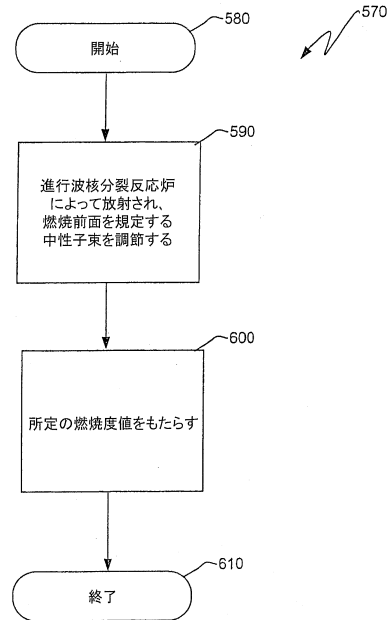 570
580
開始
590
進行波核分裂反応炉
によって放射され、
燃焼前面を規定する
中性子束を調節する
600
所定の燃焼度値をもたらす
610
終了